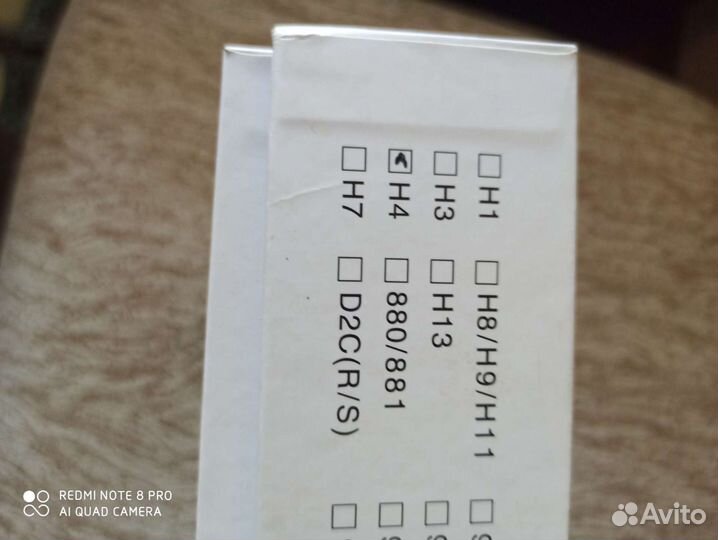 ☐ H1 ☐ H8/H9/H11 ☐
☐ H3 ☐ H13 ☐
☑ H4 ☐ 880/881 ☐
☐ H7 ☐ D2C(R/S) ☐
REDMI NOTE 8 PRO
AI QUAD CAMERA
Avito